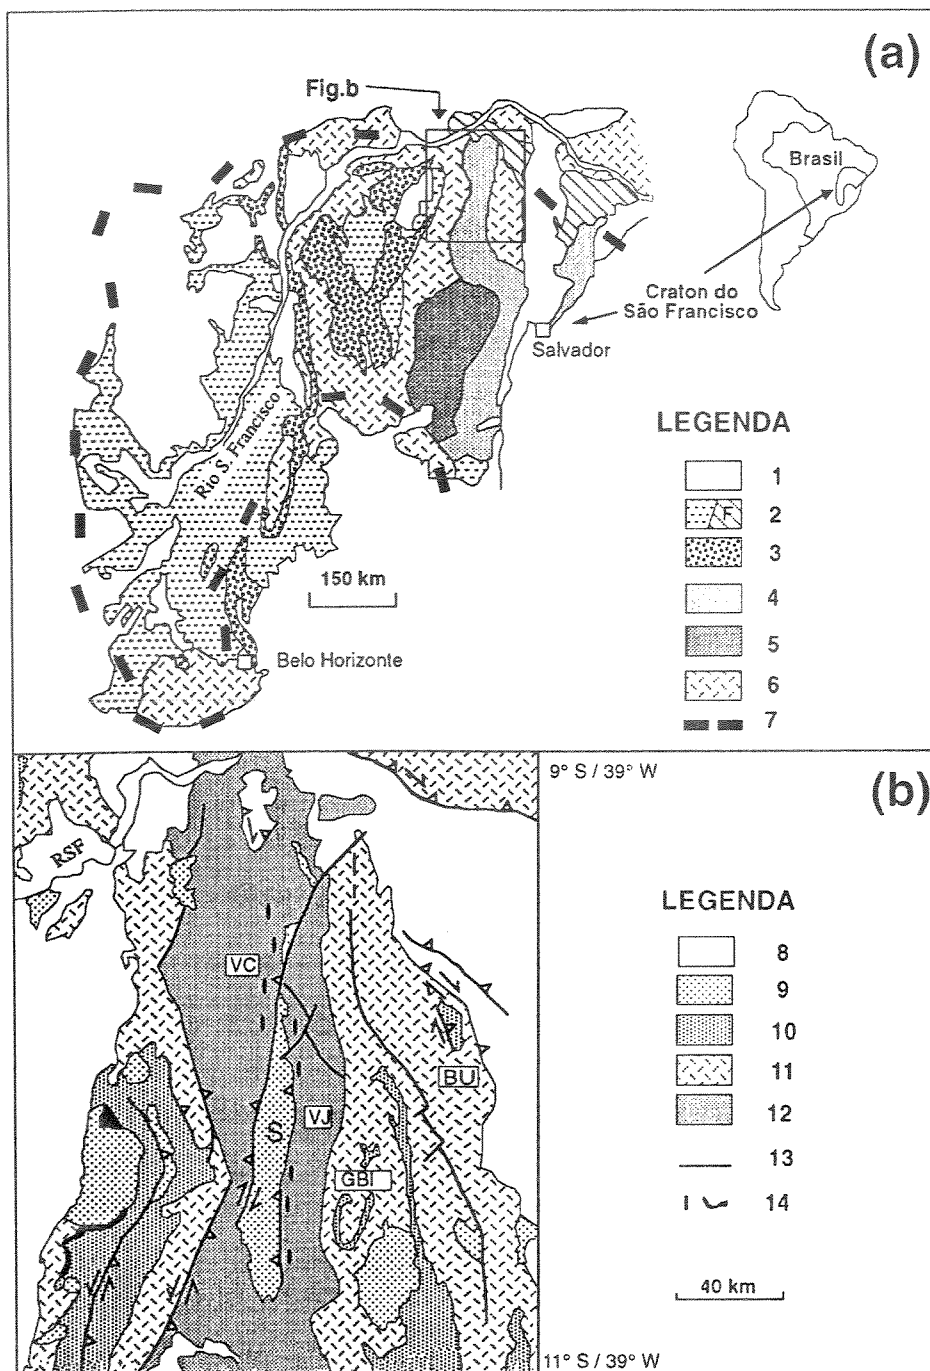 (a)
Fig.b
Brasil
Craton do
São Francisco
Salvador
Rio S. Francisco
LEGENDA
1
F 2
3
150 km
4
5
Belo Horizonte
6
7
9° S / 39° W
(b)
RSF
LEGENDA
8
VC
9
10
BU
11
12
S
VJ
13
GBI
14
40 km
11° S / 39° W